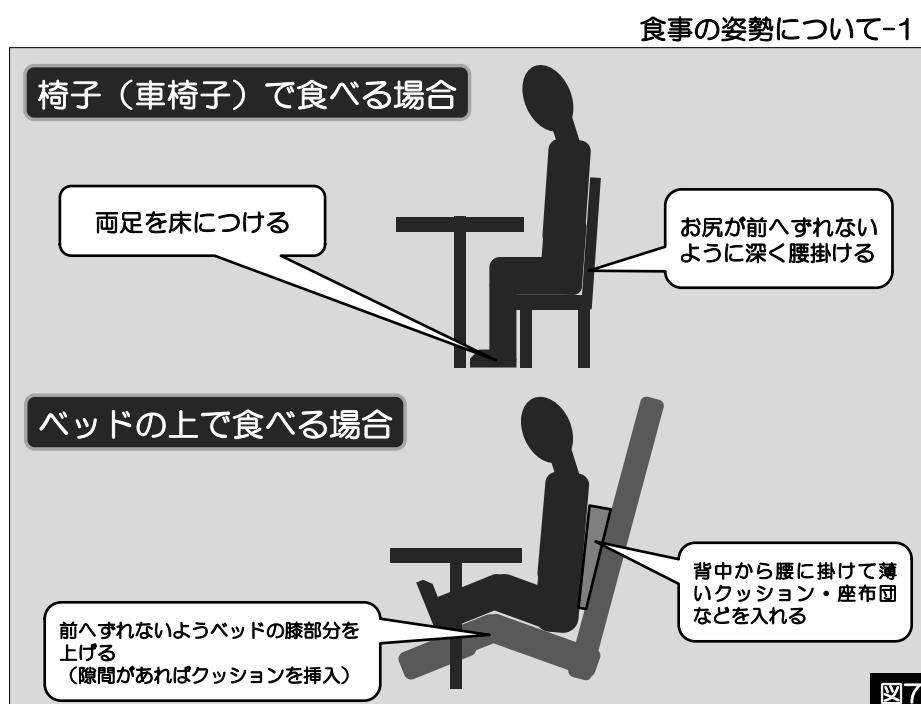 食事の姿勢について-1
椅子（車椅子）で食べる場合
両足を床につける
お尻が前へずれない
ように深く腰掛ける
ベッドの上で食べる場合
背中から腰に掛けて薄
いクッション・座布団
などを入れる
前へずれないようベッドの膝部分を
上げる
（隙間があればクッションを挿入）
図7